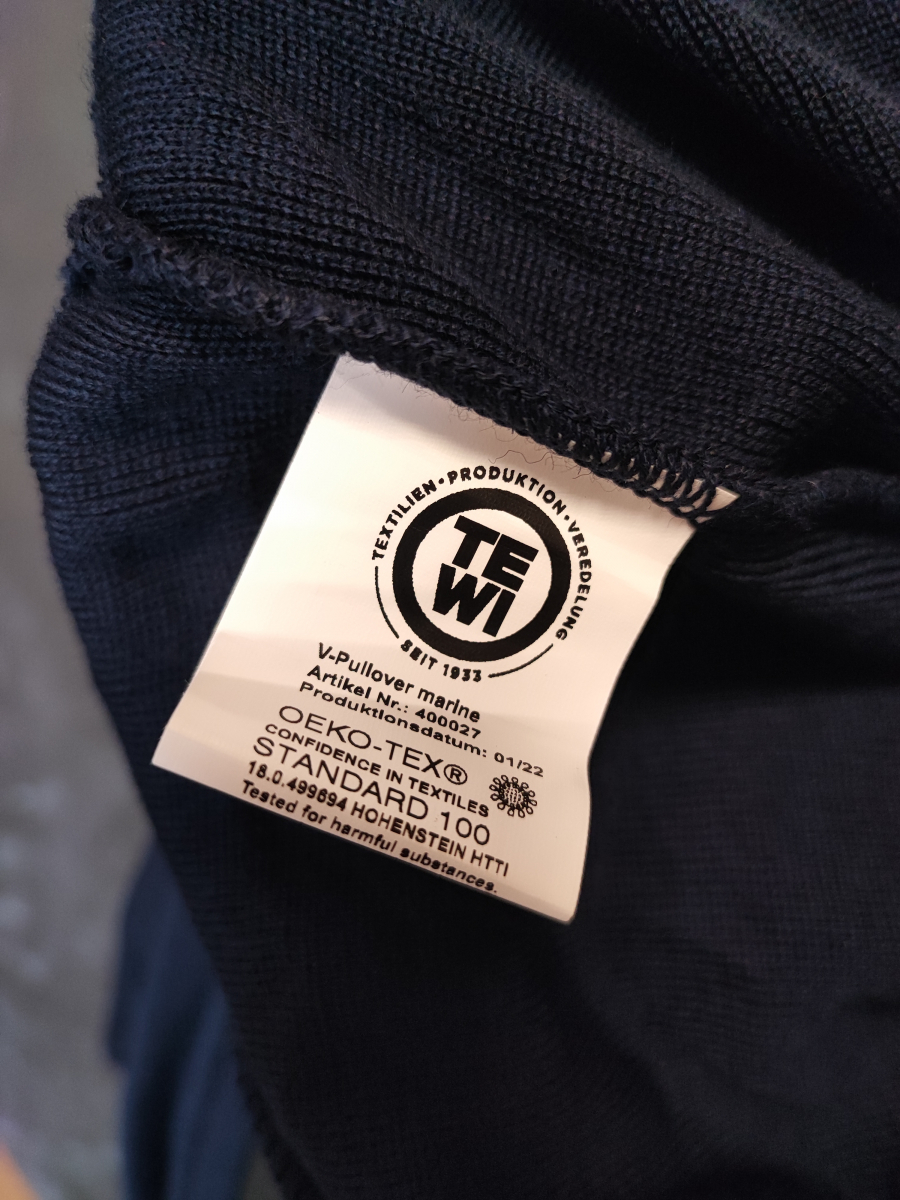 TEXTILIEN · PRODUKTION · VEREDELUNG
TE
WI
SEIT 1933
V-Pullover marine
Artikel Nr.: 400027
Produktionsdatum: 01/22
OEKO-TEX®
CONFIDENCE IN TEXTILES
STANDARD 100
18.0.499694 HOHENSTEIN HTTI
Tested for harmful substances.